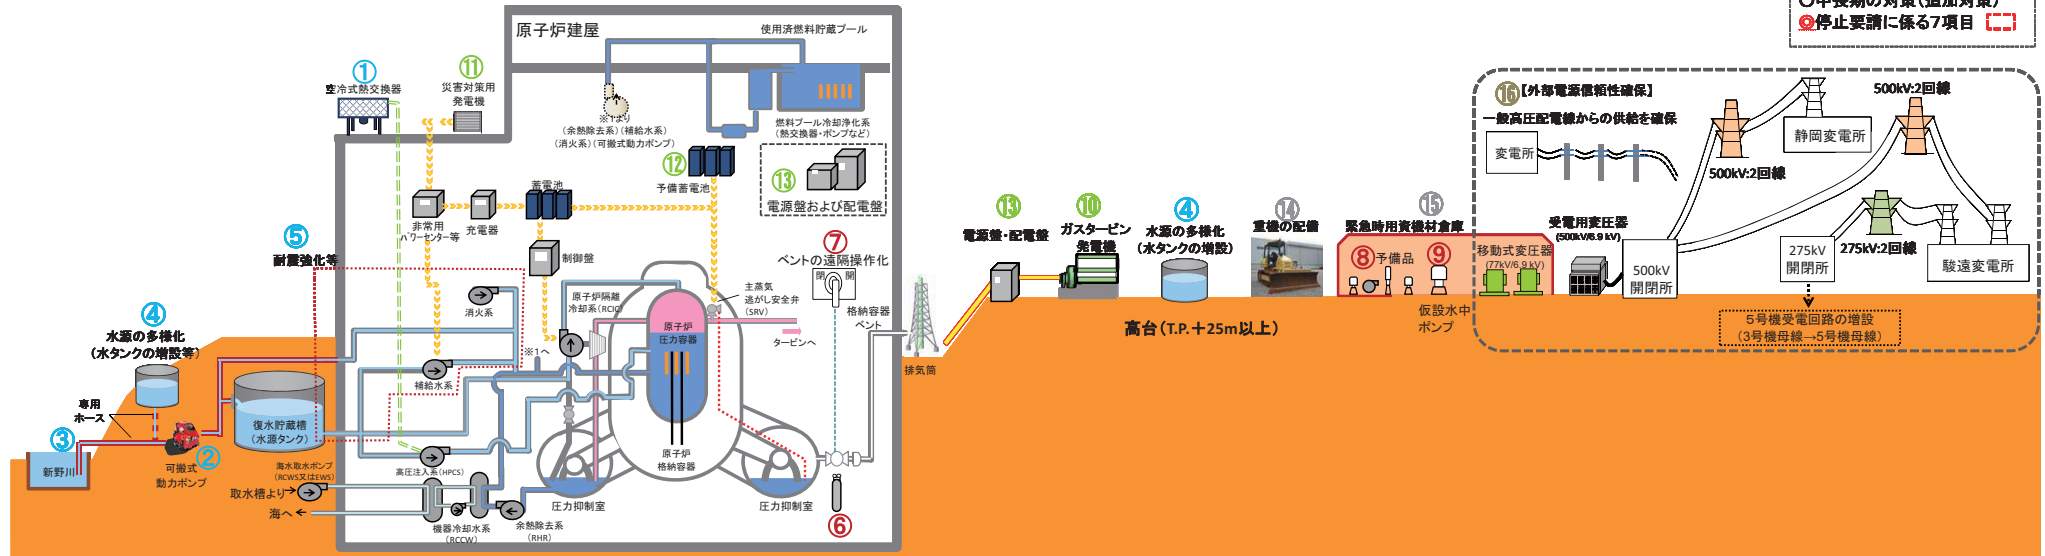 〇中長期の対策(追加対策)
◎停止要請に係る7項目
原子炉建屋
使用済燃料貯蔵プール
①
空冷式熱交換器
⑪
災害対策用
発電機
※1より
(余熱除去系)(補給水系)
(消火系)(可搬式動力ポンプ)
燃料プール冷却浄化系
(熱交換器・ポンプなど)
⑫
予備蓄電池
⑬
電源盤および配電盤
蓄電池
非常用
パワーセンター等
充電器
制御盤
⑤
耐震強化等
⑦
ベントの遠隔操作化
閉 開
主蒸気
逃がし安全弁
(SRV)
格納容器
ベント
原子炉隔離
冷却系(RCIC)
原子炉
圧力容器
タービンへ
消火系
※1へ
補給水系
④
水源の多様化
(水タンクの増設等)
専用
ホース
③
新野川
②
可搬式
動力ポンプ
復水貯蔵槽
(水源タンク)
海水取水ポンプ
(RCWS又はEWS)
取水槽より
海へ
高圧注入系(HPCS)
機器冷却水系
(RCCW)
余熱除去系
(RHR)
原子炉
格納容器
圧力抑制室
圧力抑制室
⑥
排気筒
⑬
電源盤・配電盤
⑩
ガスタービン
発電機
④
水源の多様化
(水タンクの増設)
⑭
重機の配備
⑮
緊急時用資機材倉庫
⑧予備品
⑨
仮設水中
ポンプ
移動式変圧器
(77kV/6.9 kV)
高台(T.P.+25m以上)
⑯【外部電源信頼性確保】
一般高圧配電線からの供給を確保
変電所
500kV:2回線
静岡変電所
500kV:2回線
受電用変圧器
(500kV/6.9 kV)
500kV
開閉所
275kV
開閉所
275kV:2回線
駿遠変電所
5号機受電回路の増設
(3号機母線→5号機母線)